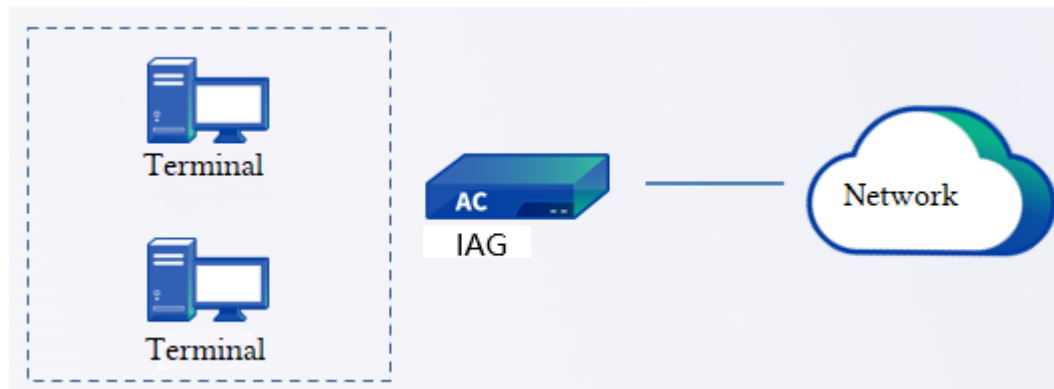 Terminal
AC
IAG
Network
Terminal